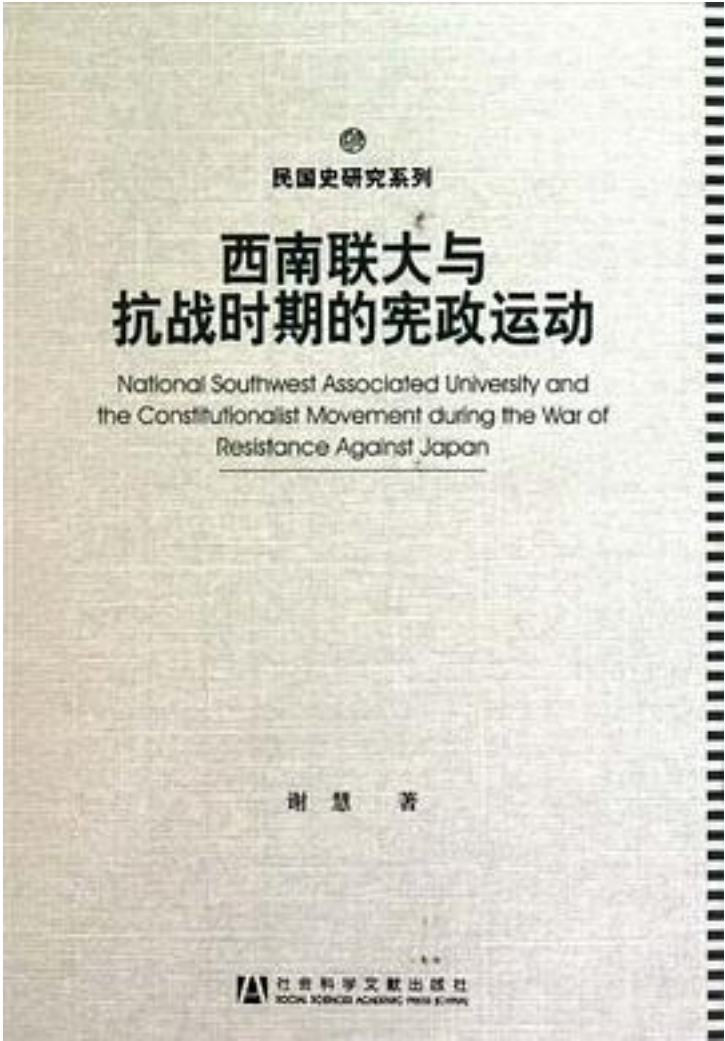 民国史研究系列
西南联大与
抗战时期的宪政运动
National Southwest Associated University and
the Constitutionalist Movement during the War of
Resistance Against Japan
谢 慧 著
社会科学文献出版社
SOCIAL SCIENCES ACADEMIC PRESS (CHINA)